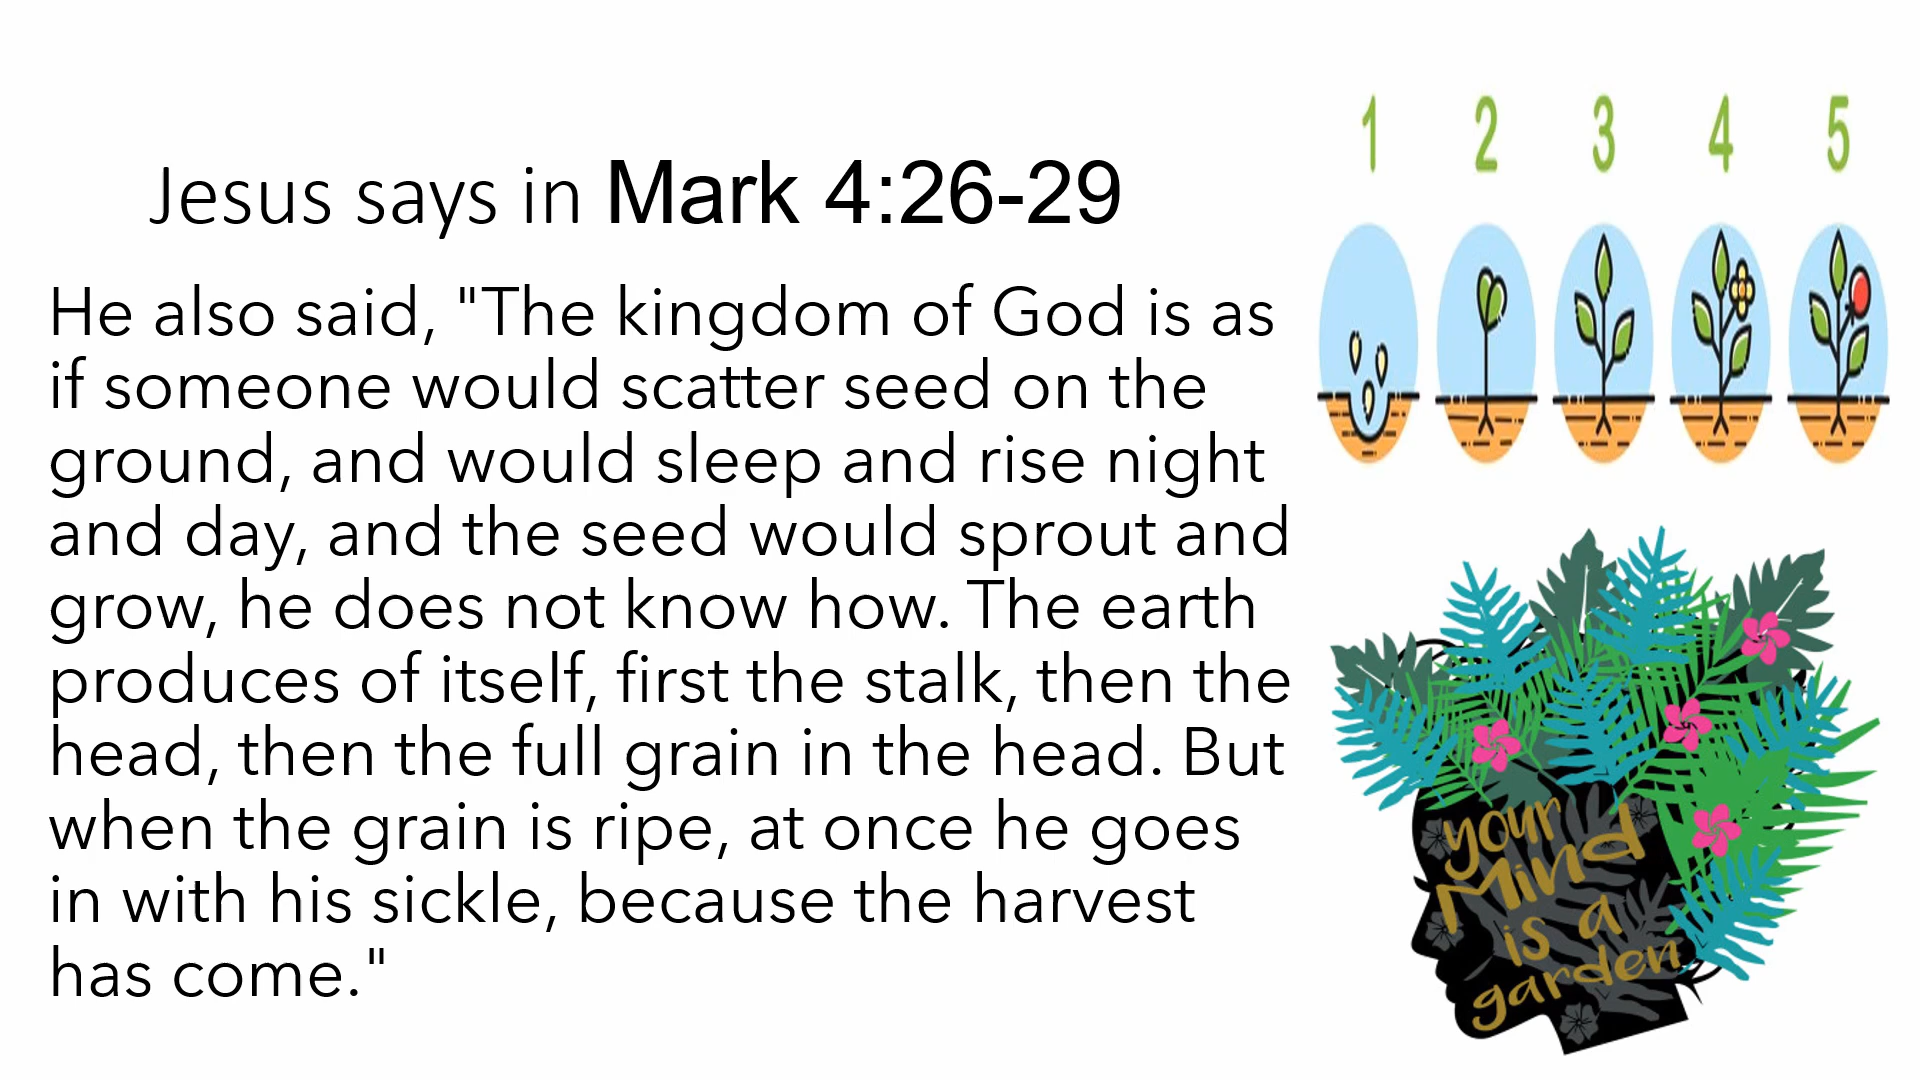 Jesus says in Mark 4:26-29
He also said, "The kingdom of God is as
if someone would scatter seed on the
ground, and would sleep and rise night
and day, and the seed would sprout and
grow, he does not know how. The earth
produces of itself, first the stalk, then the
head, then the full grain in the head. But
when the grain is ripe, at once he goes
in with his sickle, because the harvest
has come."
1 2 3 4 5
your
Mind
is a
garden